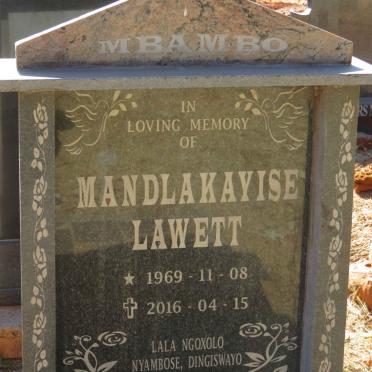 MBAMBO
IN
LOVING MEMORY
OF
MANDLAKAYISE
LAWETT
1969 - 11 - 08
2016 - 04 - 15
LALA NGOXOLO
NYAMBOSE, DINGISWAYO